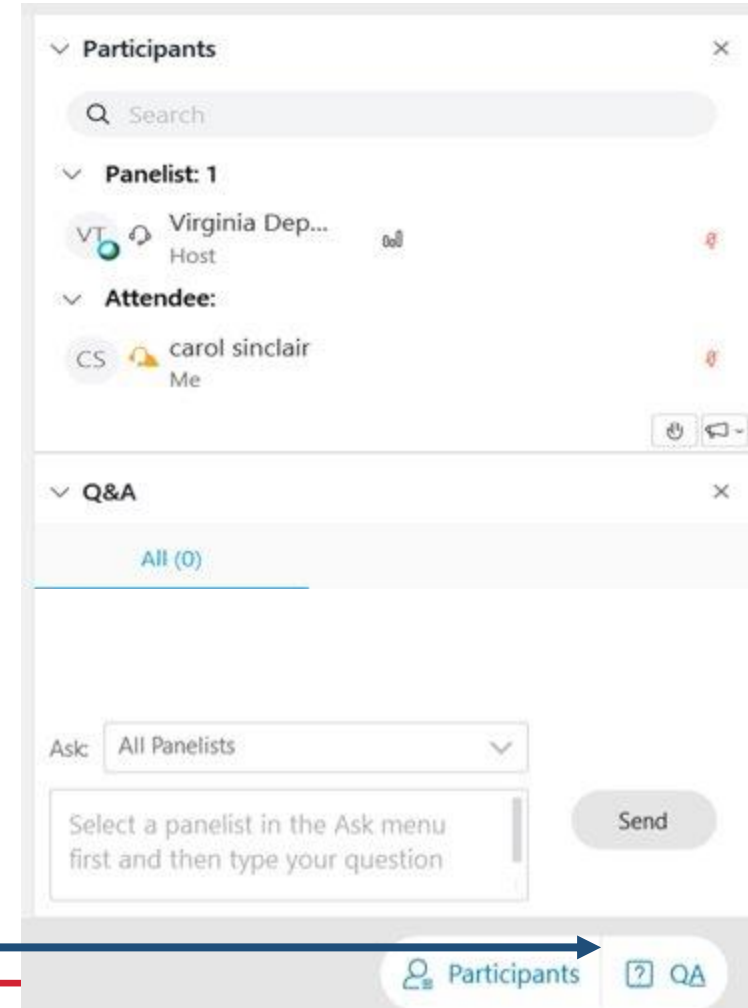 Participants
Search
Panelist: 1
VT
Virginia Dep...
Host
Attendee:
CS
carol sinclair
Me
Q&A
All (0)
Ask:
All Panelists
Select a panelist in the Ask menu
first and then type your question
Send
Participants
QA